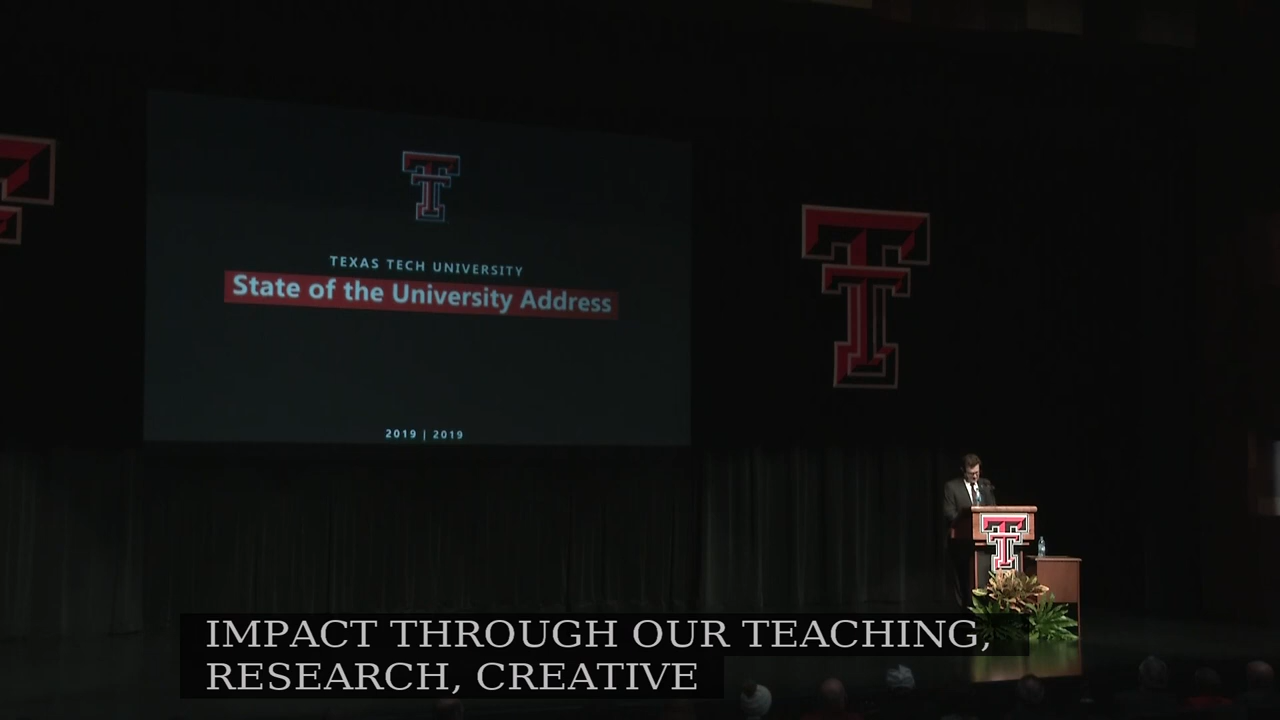 TEXAS TECH UNIVERSITY
State of the University Address
2019 | 2019
IMPACT THROUGH OUR TEACHING,
RESEARCH, CREATIVE